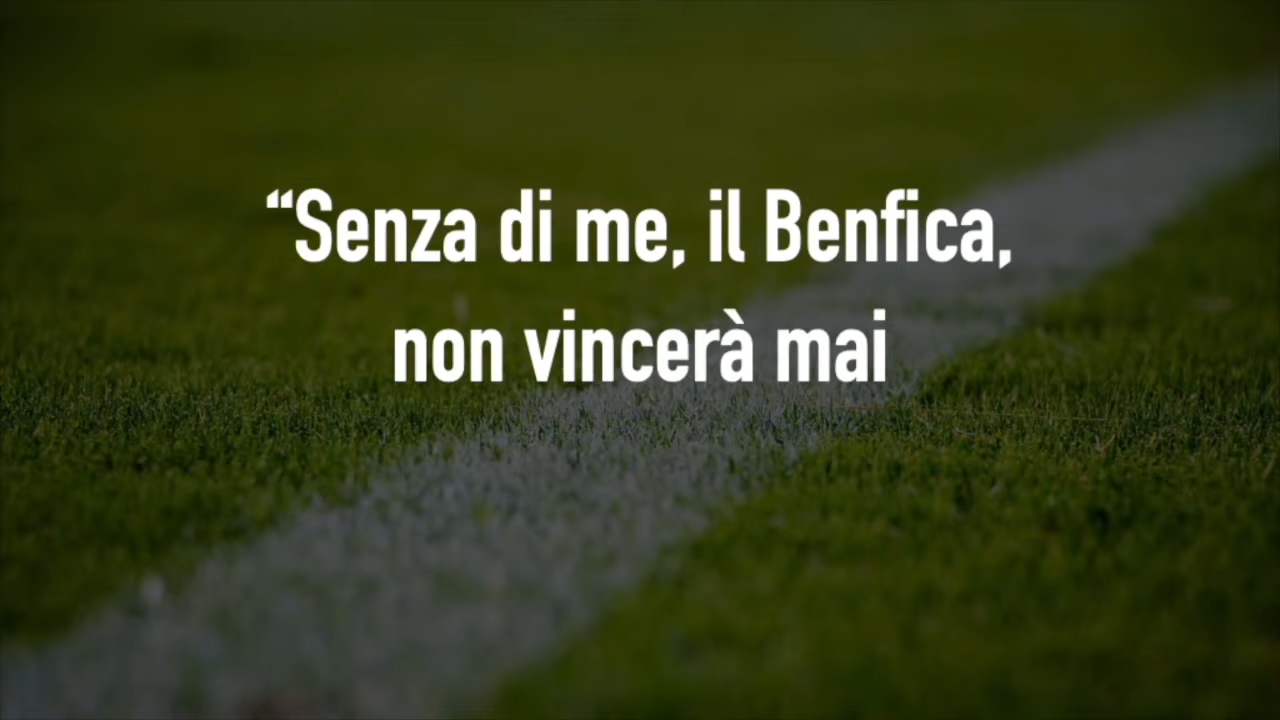 “Senza di me, il Benfica,
non vincerà mai